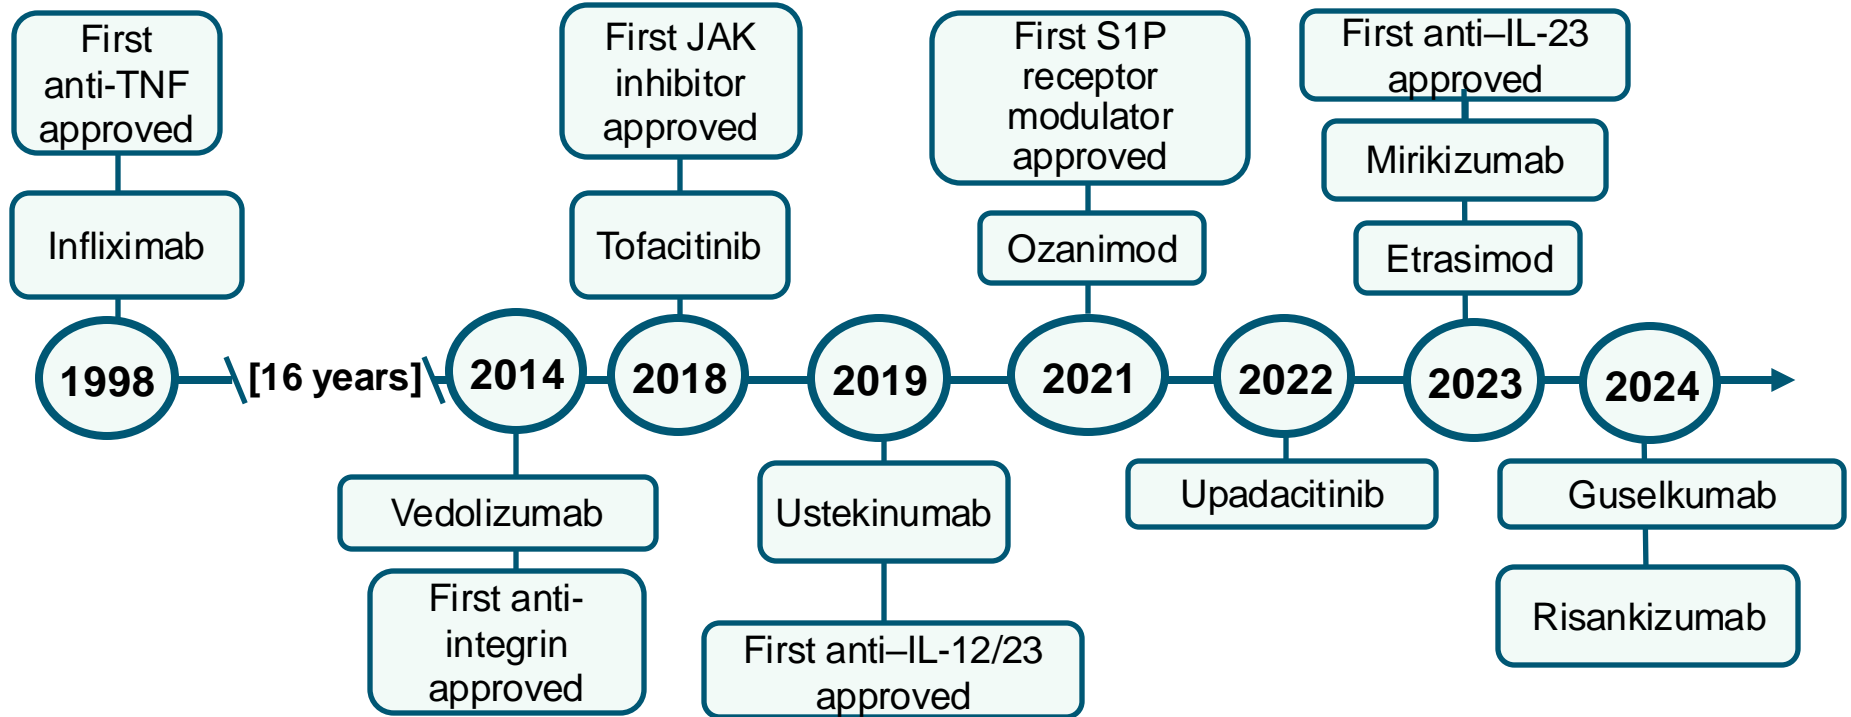 First
anti-TNF
approved
Infliximab
1998
[16 years]
2014
Vedolizumab
First anti-
integrin
approved
First JAK
inhibitor
approved
Tofacitinib
2018
2019
Ustekinumab
First anti–IL-12/23
approved
First S1P
receptor
modulator
approved
Ozanimod
2021
2022
Upadacitinib
First anti–IL-23
approved
Mirikizumab
Etrasimod
2023
2024
Guselkumab
Risankizumab